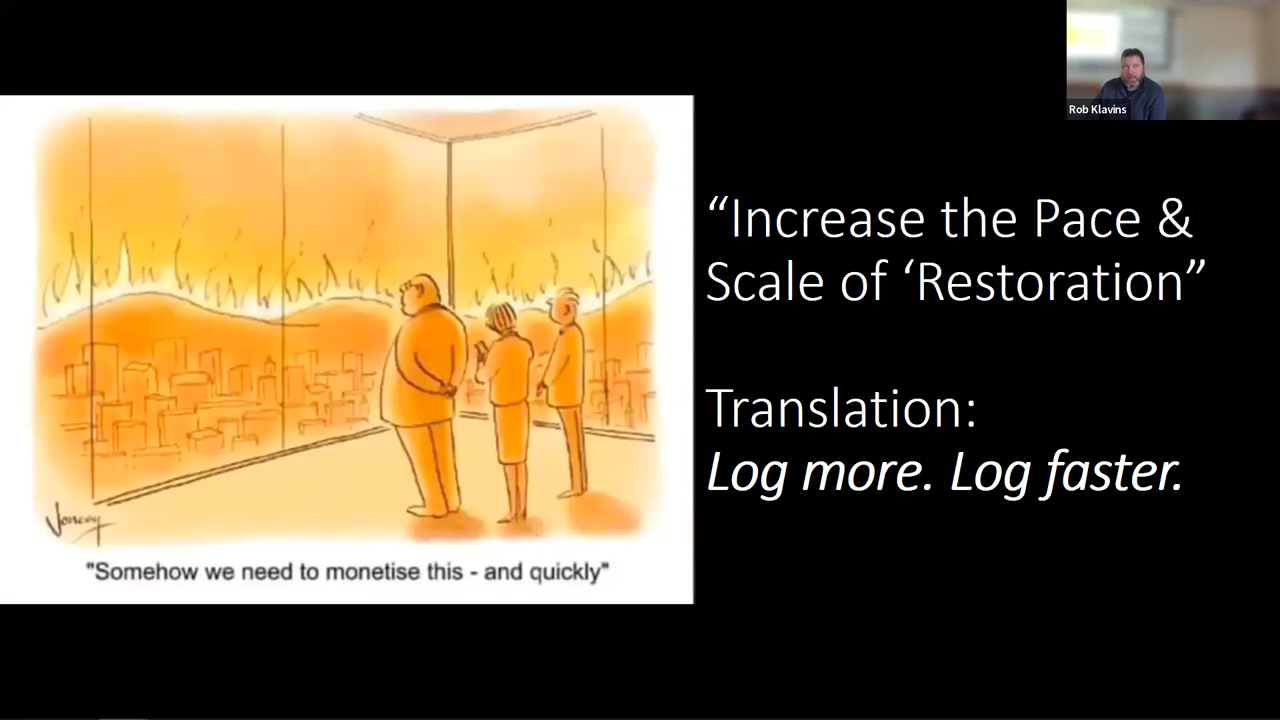 Rob Klavins
“Increase the Pace &
Scale of ‘Restoration”
Translation:
Log more. Log faster.
"Somehow we need to monetise this - and quickly"